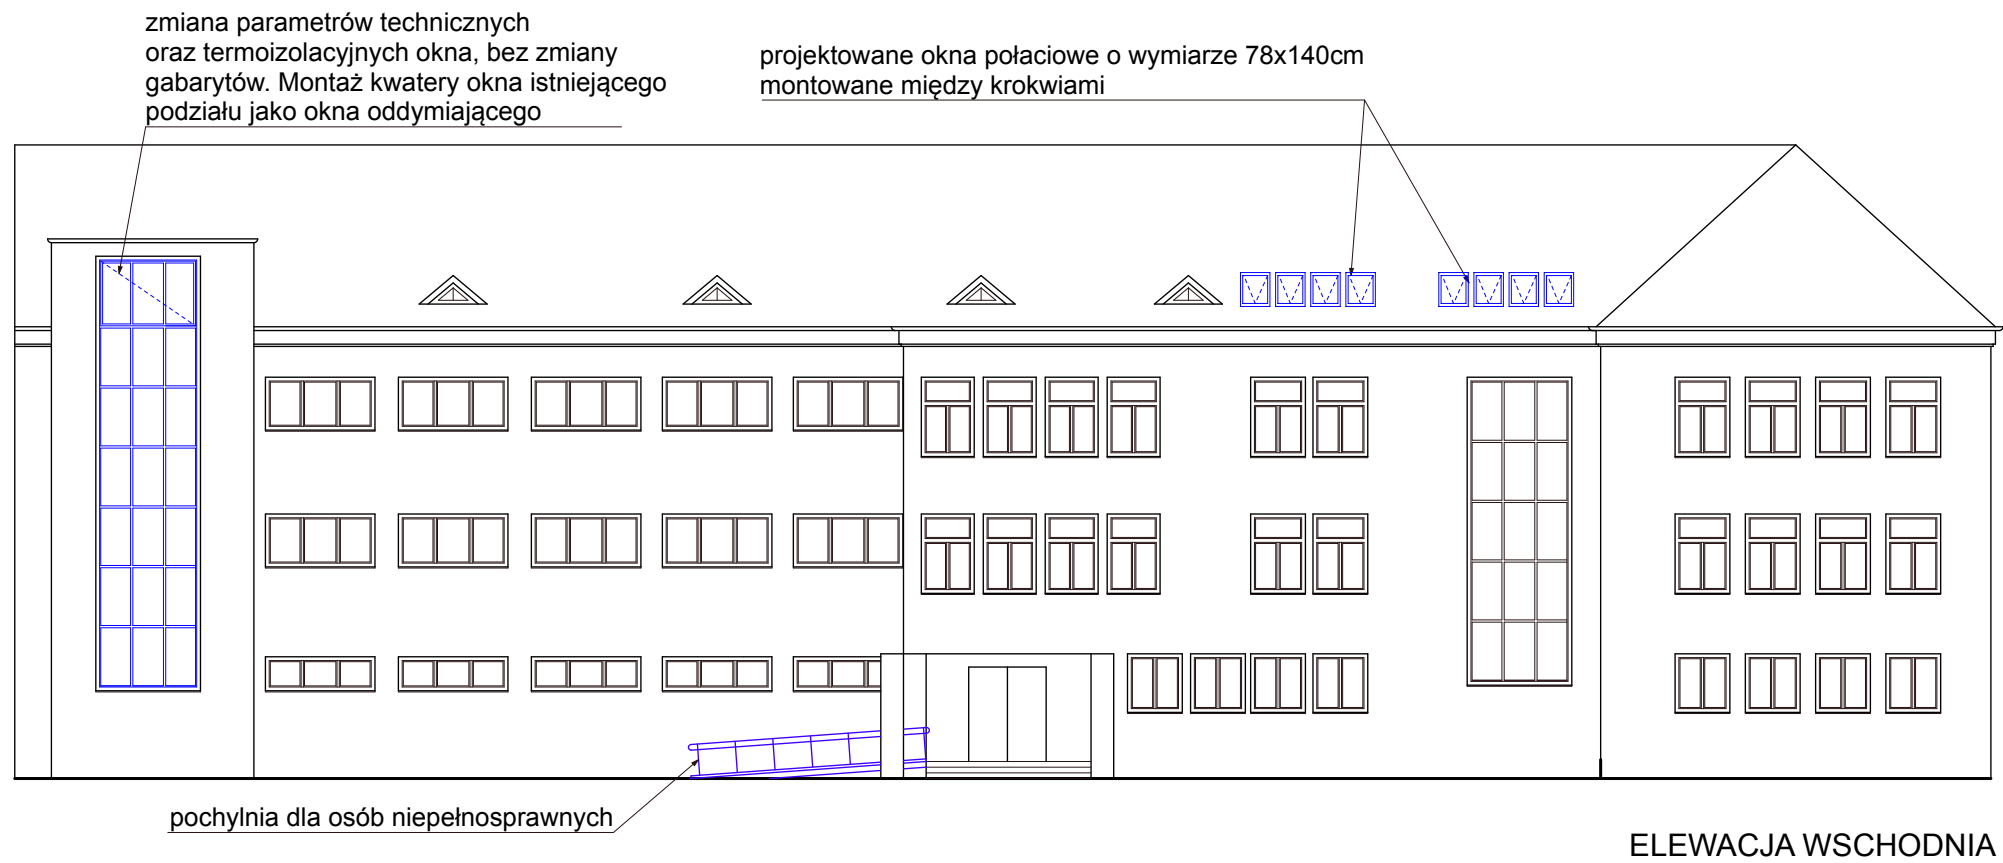 zmiana parametrów technicznych
oraz termoizolacyjnych okna, bez zmiany
gabarytów. Montaż kwatery okna istniejącego
podziału jako okna oddymiającego
projektowane okna połaciowe o wymiarze 78x140cm
montowane między krokwiami
pochylnia dla osób niepełnosprawnych
ELEWACJA WSCHODNIA